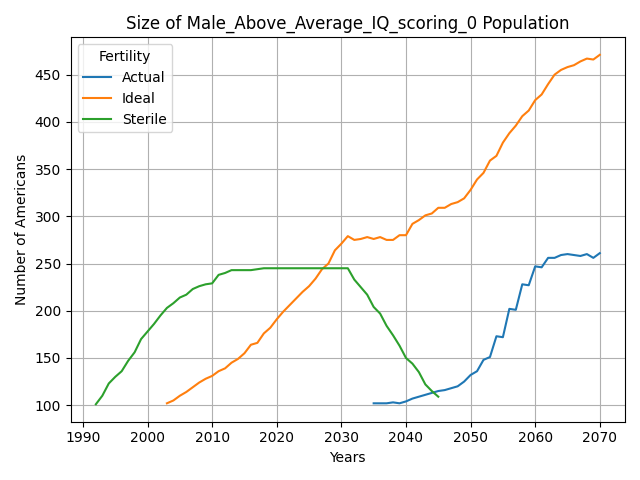 Size of Male_Above_Average_IQ_scoring_0 Population
Fertility
Actual
Ideal
Sterile
Number of Americans
450
400
350
300
250
200
150
100
1990 2000 2010 2020 2030 2040 2050 2060 2070
Years